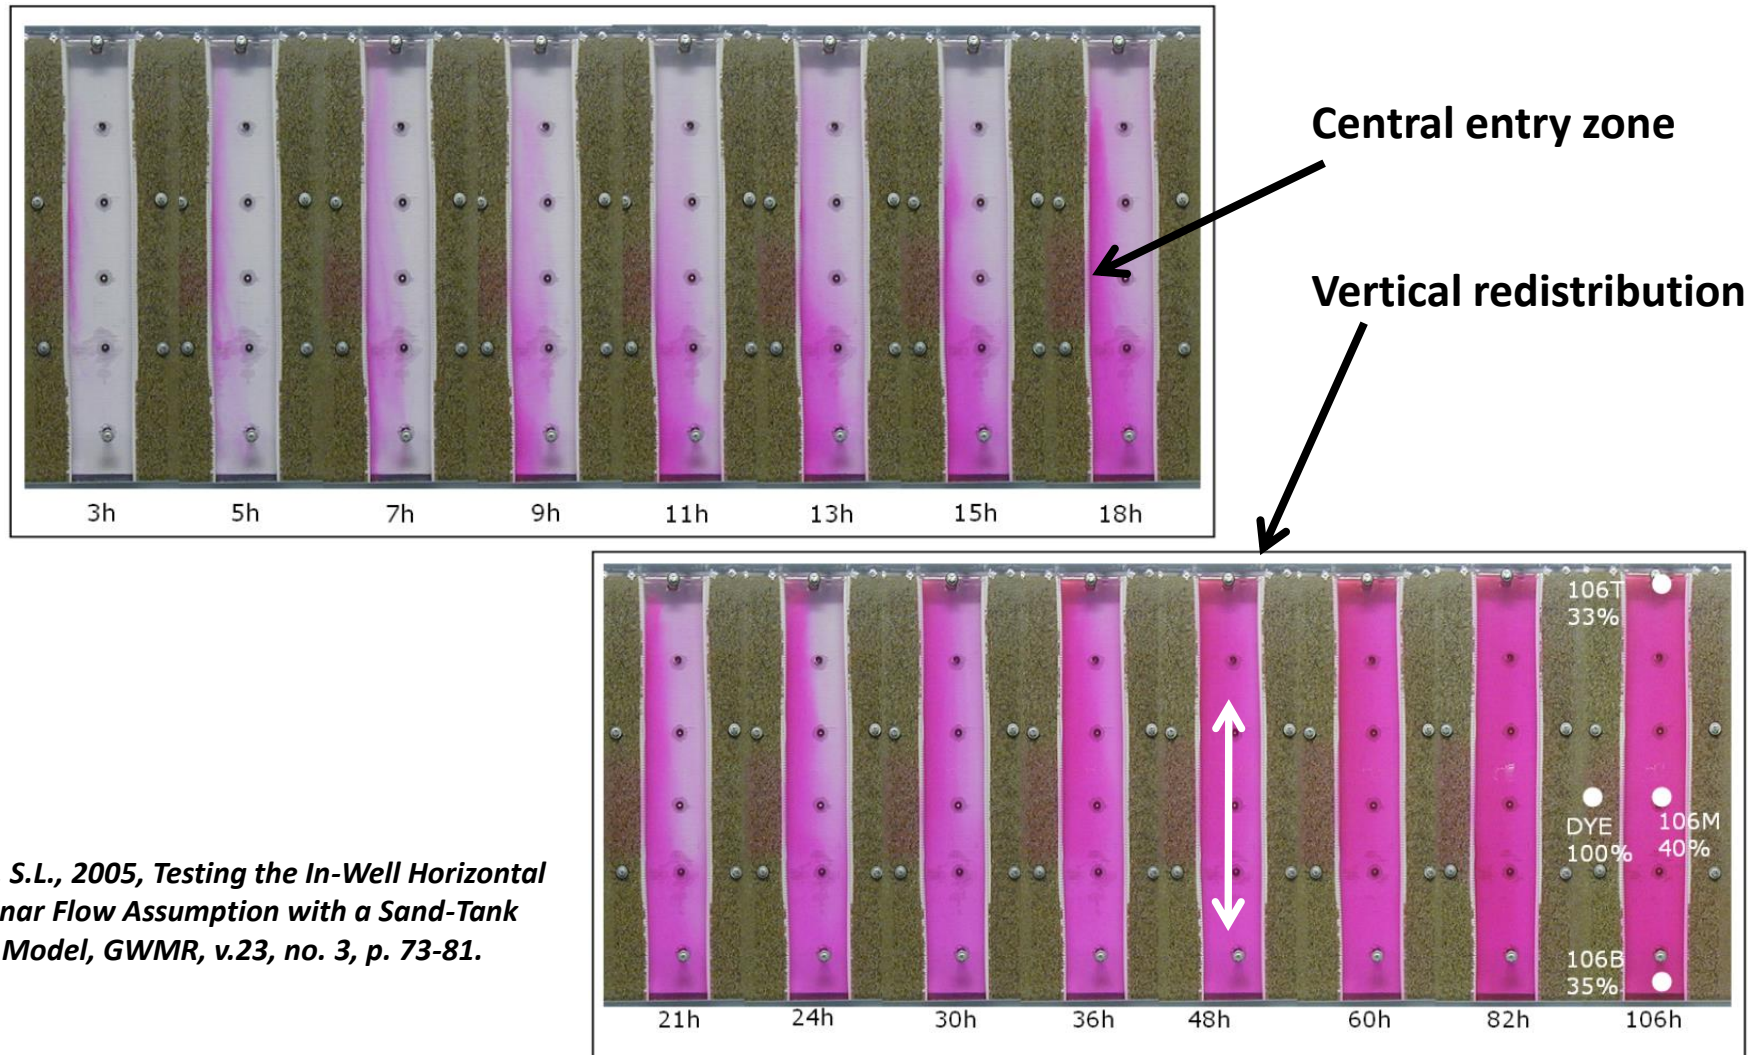 Central entry zone
Vertical redistribution
3h 5h 7h 9h 11h 13h 15h 18h
106T
33%
DYE
100%
106M
40%
106B
35%
21h 24h 30h 36h 48h 60h 82h 106h
S.L., 2005, Testing the In-Well Horizontal
nar Flow Assumption with a Sand-Tank
Model, GWMR, v.23, no. 3, p. 73-81.